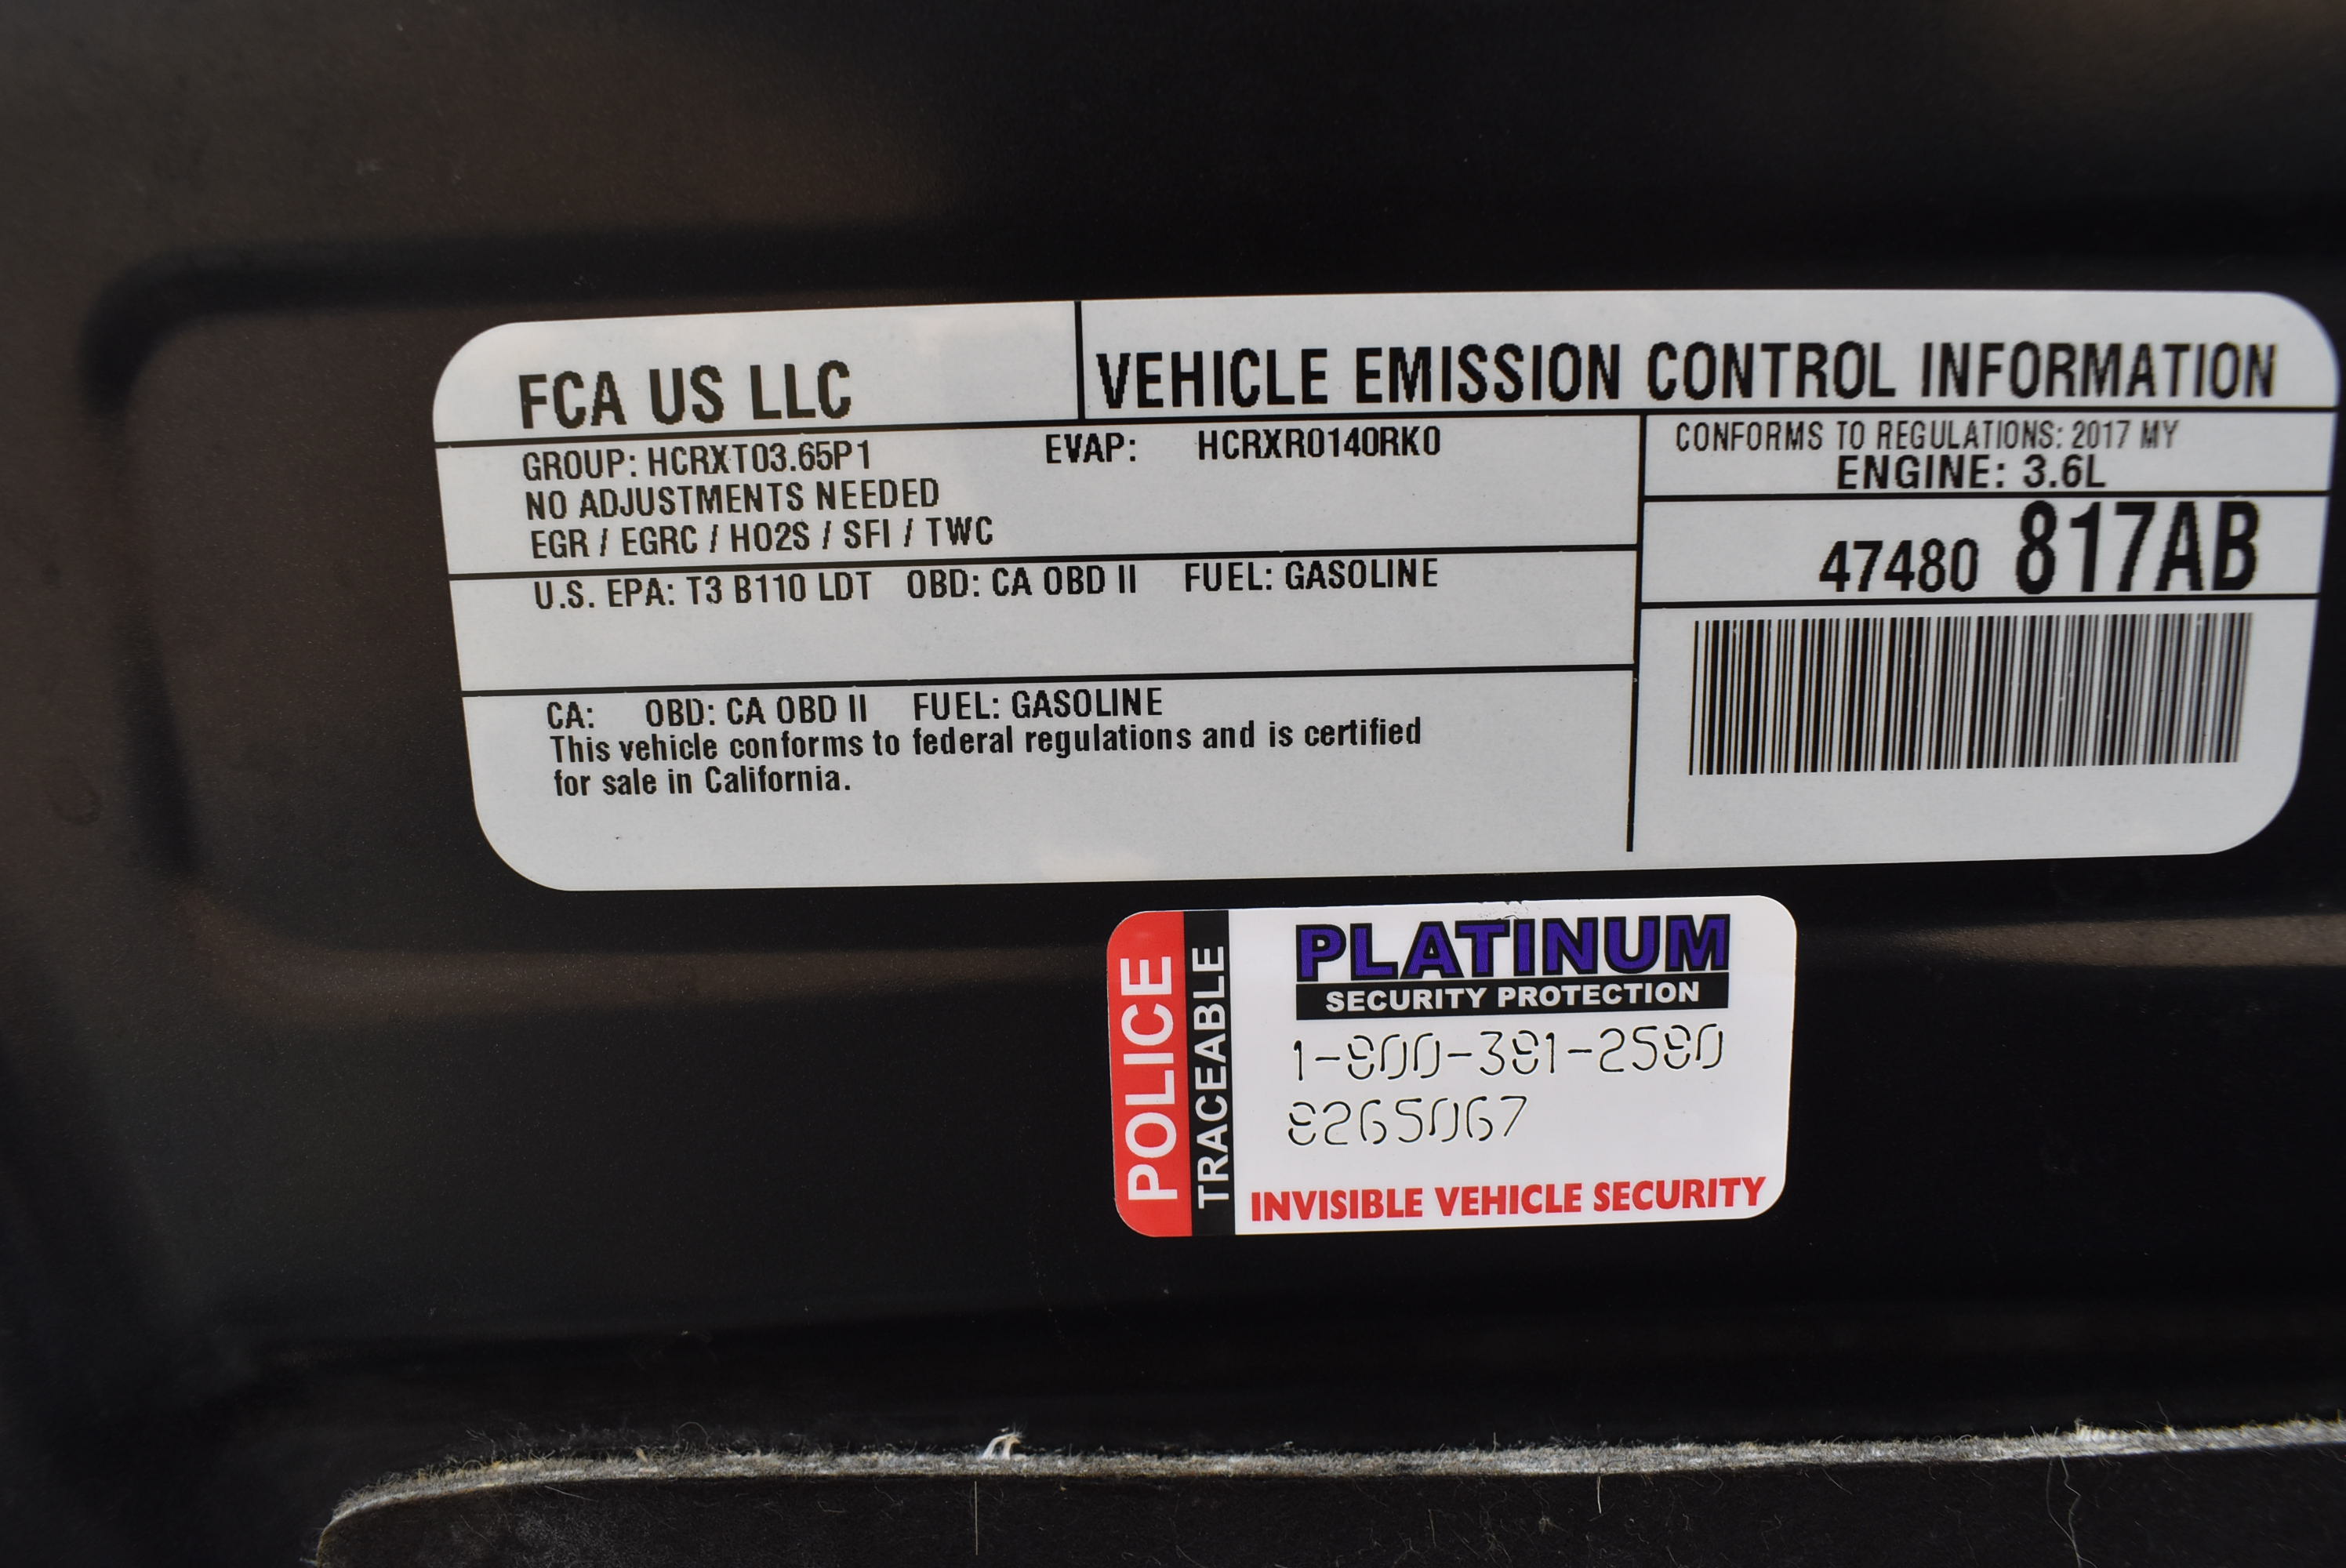 FCA US LLC
VEHICLE EMISSION CONTROL INFORMATION
GROUP: HCRXT03.65P1 EVAP: HCRXR0140RK0
NO ADJUSTMENTS NEEDED
EGR / EGRC / HO2S / SFI / TWC
CONFORMS TO REGULATIONS: 2017 MY
ENGINE: 3.6L
47480 817AB
U.S. EPA: T3 B110 LDT OBD: CA OBD II FUEL: GASOLINE
CA: OBD: CA OBD II FUEL: GASOLINE
This vehicle conforms to federal regulations and is certified
for sale in California.
POLICE
TRACEABLE
PLATINUM
SECURITY PROTECTION
1-800-381-2580
8265067
INVISIBLE VEHICLE SECURITY